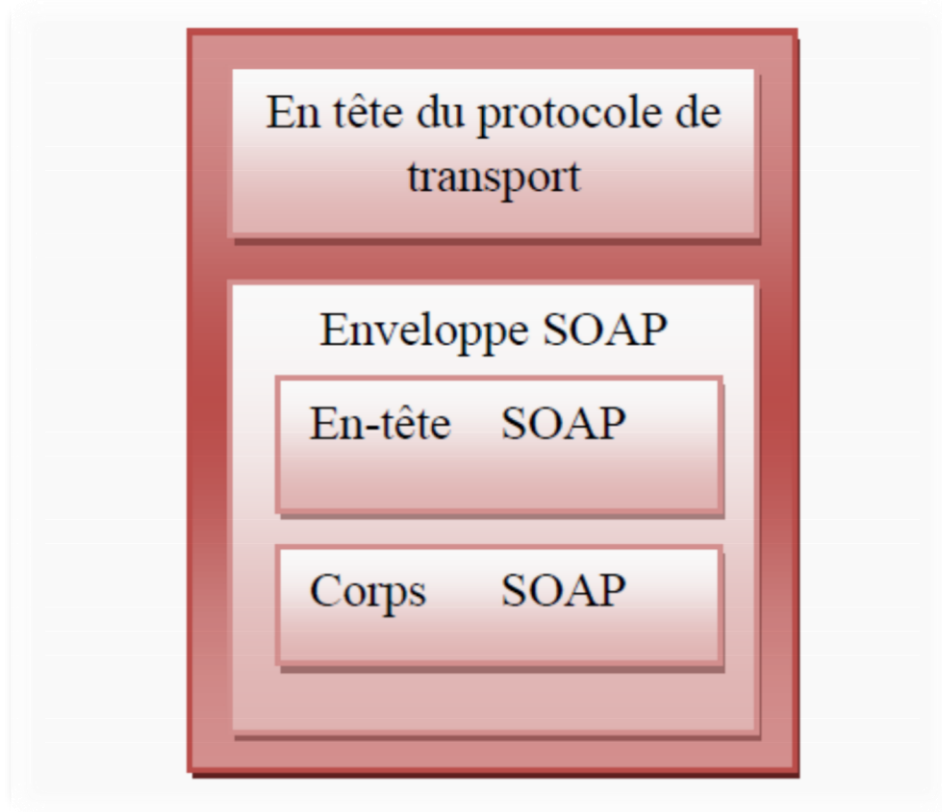 En tête du protocole de
transport
Enveloppe SOAP
En-tête SOAP
Corps SOAP